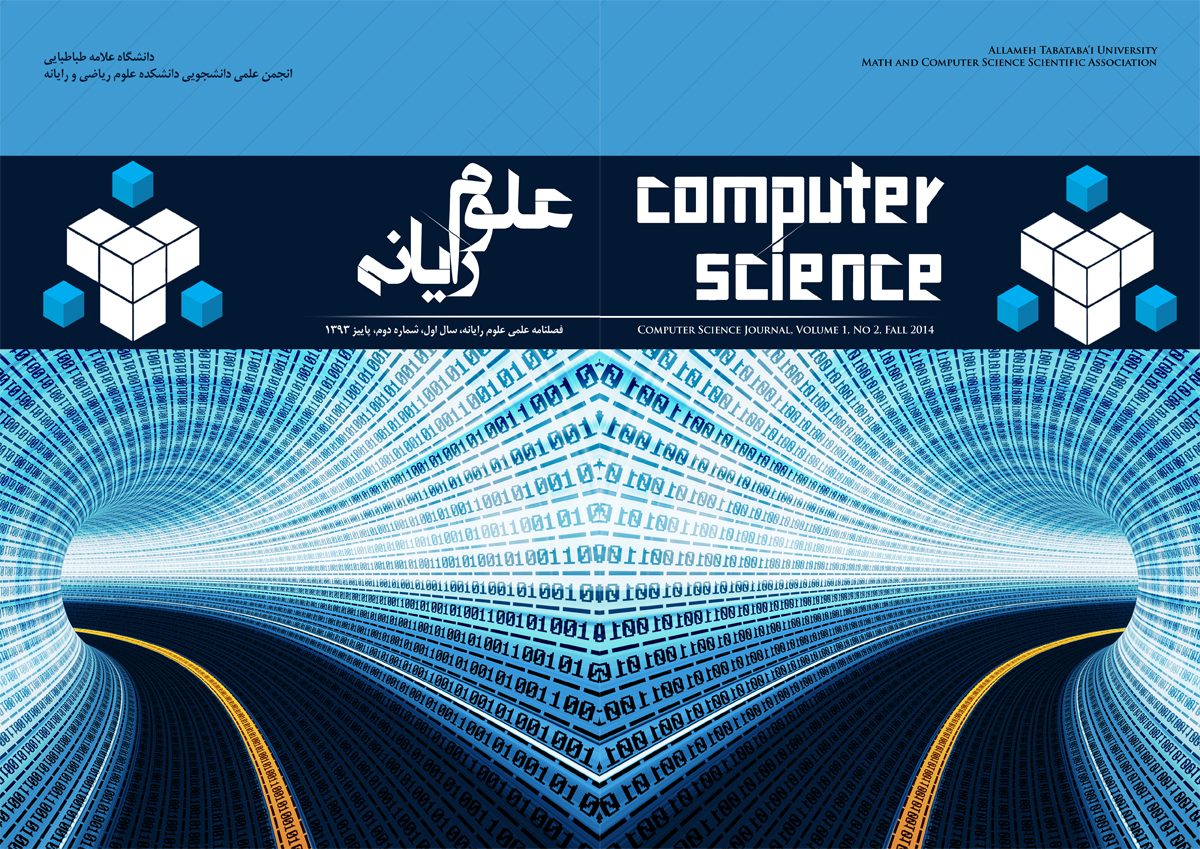 دانشگاه علامه طباطبایی
انجمن علمی دانشجویی دانشکده علوم ریاضی و رایانه
ALLAMEH TABATABA'I UNIVERSITY
MATH AND COMPUTER SCIENCE SCIENTIFIC ASSOCIATION
علوم
رایانه
فصلنامه علمی علوم رایانه، سال اول، شماره دوم، پاییز ۱۳۹۳
computer
science
COMPUTER SCIENCE JOURNAL, VOLUME 1, NO 2, FALL 2014